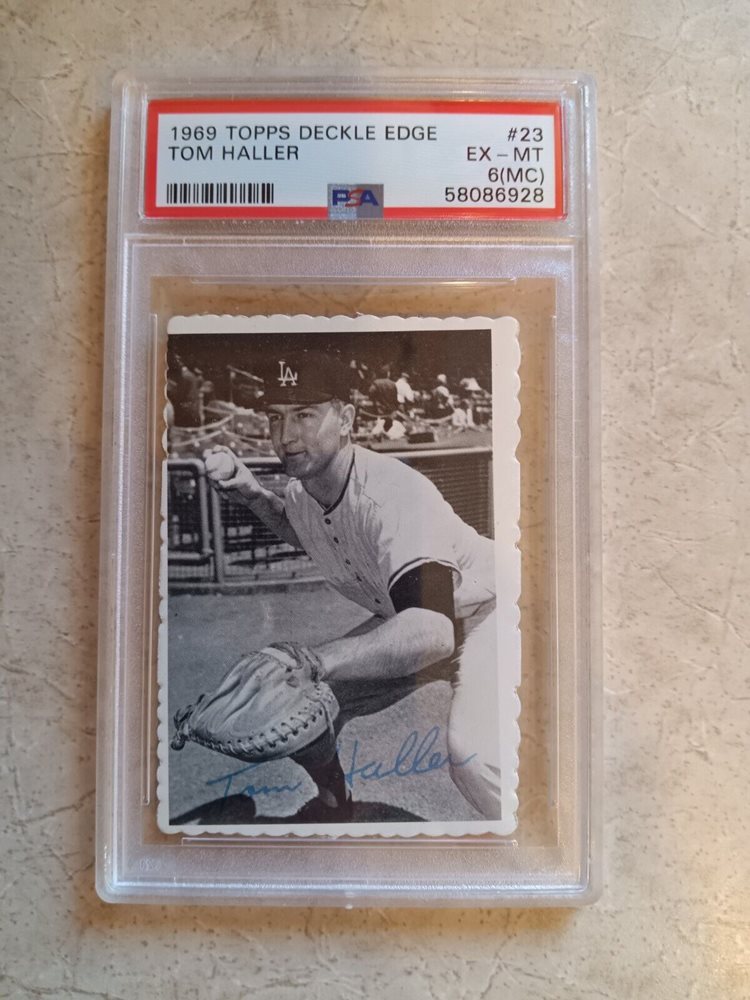 1969 TOPPS DECKLE EDGE #23
TOM HALLER EX - MT
6(MC)
PSA 58086928
LA
Tom Haller